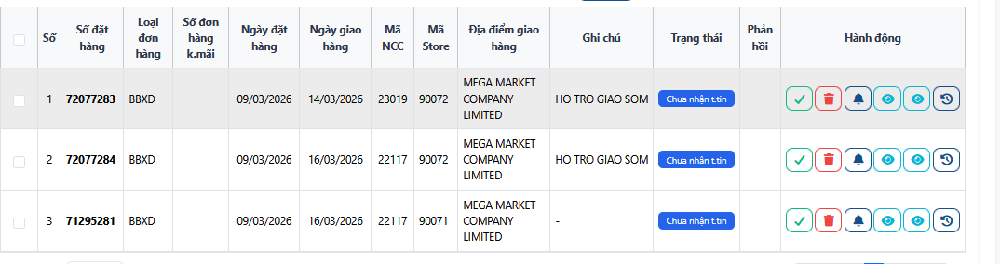 Số Số đặt hàng Loại đơn hàng Số đơn hàng k.mãi Ngày đặt hàng Ngày giao hàng Mã NCC Mã Store Địa điểm giao hàng Ghi chú Trạng thái Phản hồi Hành động
1 72077283 BBXD 09/03/2026 14/03/2026 23019 90072 MEGA MARKET COMPANY LIMITED HO TRO GIAO SOM Chưa nhận t.tin
2 72077284 BBXD 09/03/2026 16/03/2026 22117 90072 MEGA MARKET COMPANY LIMITED HO TRO GIAO SOM Chưa nhận t.tin
3 71295281 BBXD 09/03/2026 16/03/2026 22117 90071 MEGA MARKET COMPANY LIMITED - Chưa nhận t.tin